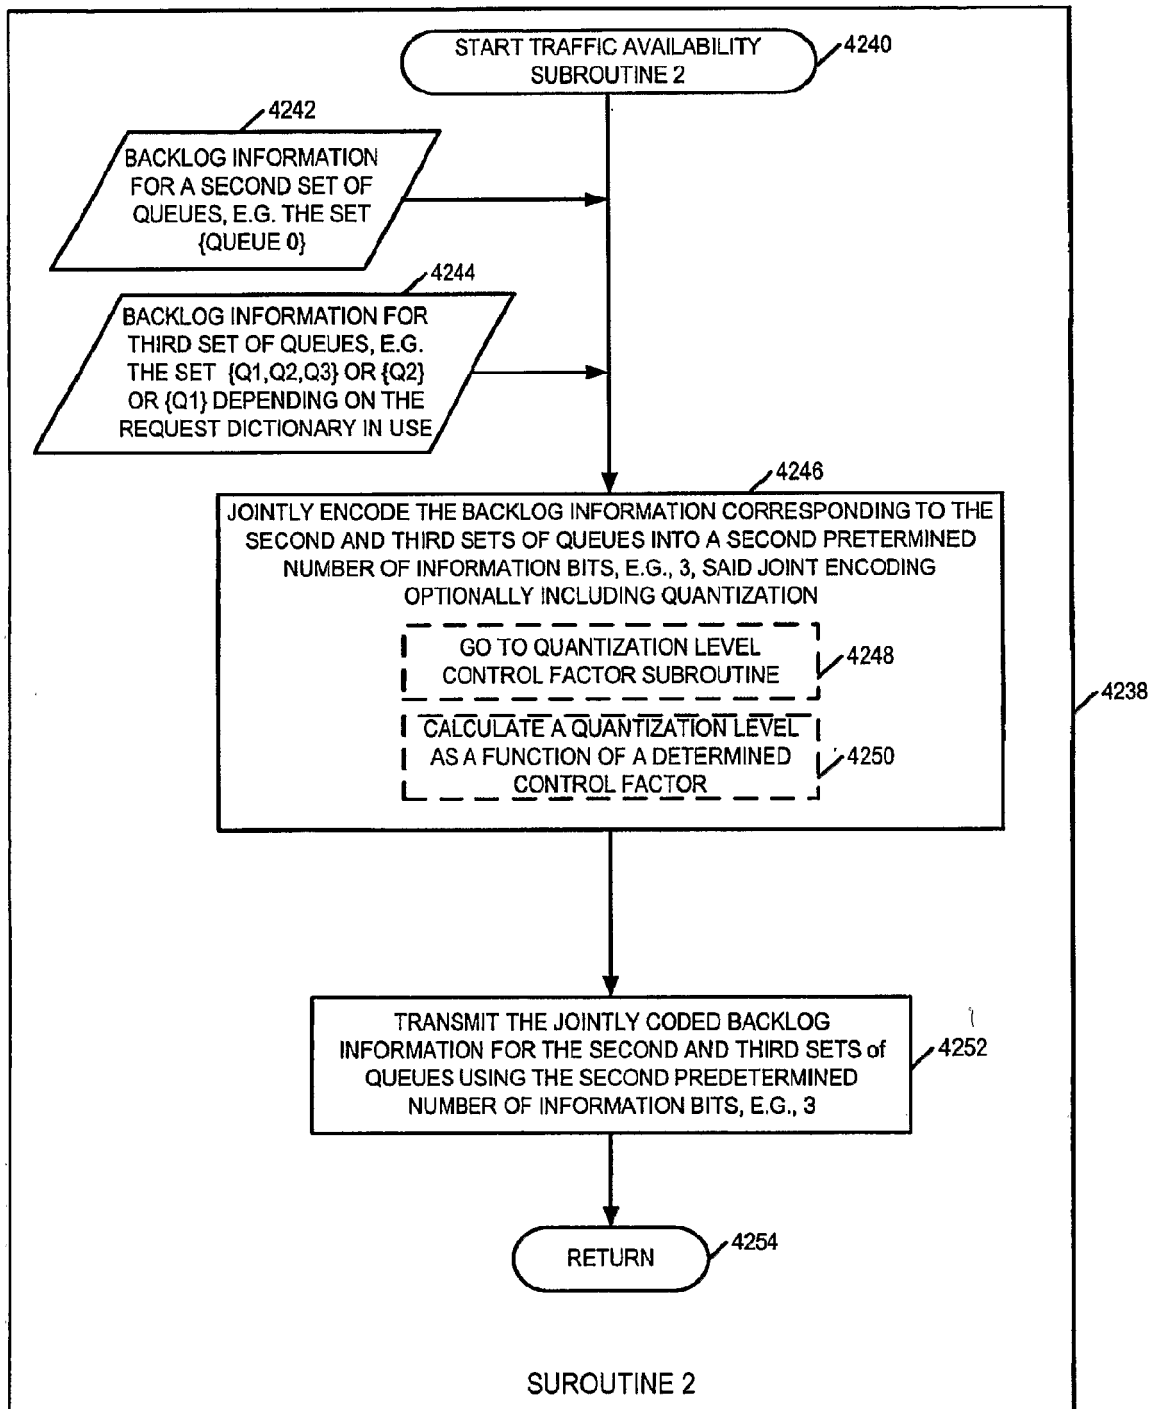 START TRAFFIC AVAILABILITY
SUBROUTINE 2
4240
4242
BACKLOG INFORMATION
FOR A SECOND SET OF
QUEUES, E.G. THE SET
{QUEUE 0}
4244
BACKLOG INFORMATION FOR
THIRD SET OF QUEUES, E.G.
THE SET {Q1,Q2,Q3} OR {Q2}
OR {Q1} DEPENDING ON THE
REQUEST DICTIONARY IN USE
4246
JOINTLY ENCODE THE BACKLOG INFORMATION CORRESPONDING TO THE
SECOND AND THIRD SETS OF QUEUES INTO A SECOND PRETERMINED
NUMBER OF INFORMATION BITS, E.G., 3, SAID JOINT ENCODING
OPTIONALLY INCLUDING QUANTIZATION
GO TO QUANTIZATION LEVEL
CONTROL FACTOR SUBROUTINE
4248
4238
CALCULATE A QUANTIZATION LEVEL
AS A FUNCTION OF A DETERMINED
CONTROL FACTOR
4250
TRANSMIT THE JOINTLY CODED BACKLOG
INFORMATION FOR THE SECOND AND THIRD SETS of
QUEUES USING THE SECOND PREDETERMINED
NUMBER OF INFORMATION BITS, E.G., 3
4252
RETURN
4254
SUROUTINE 2